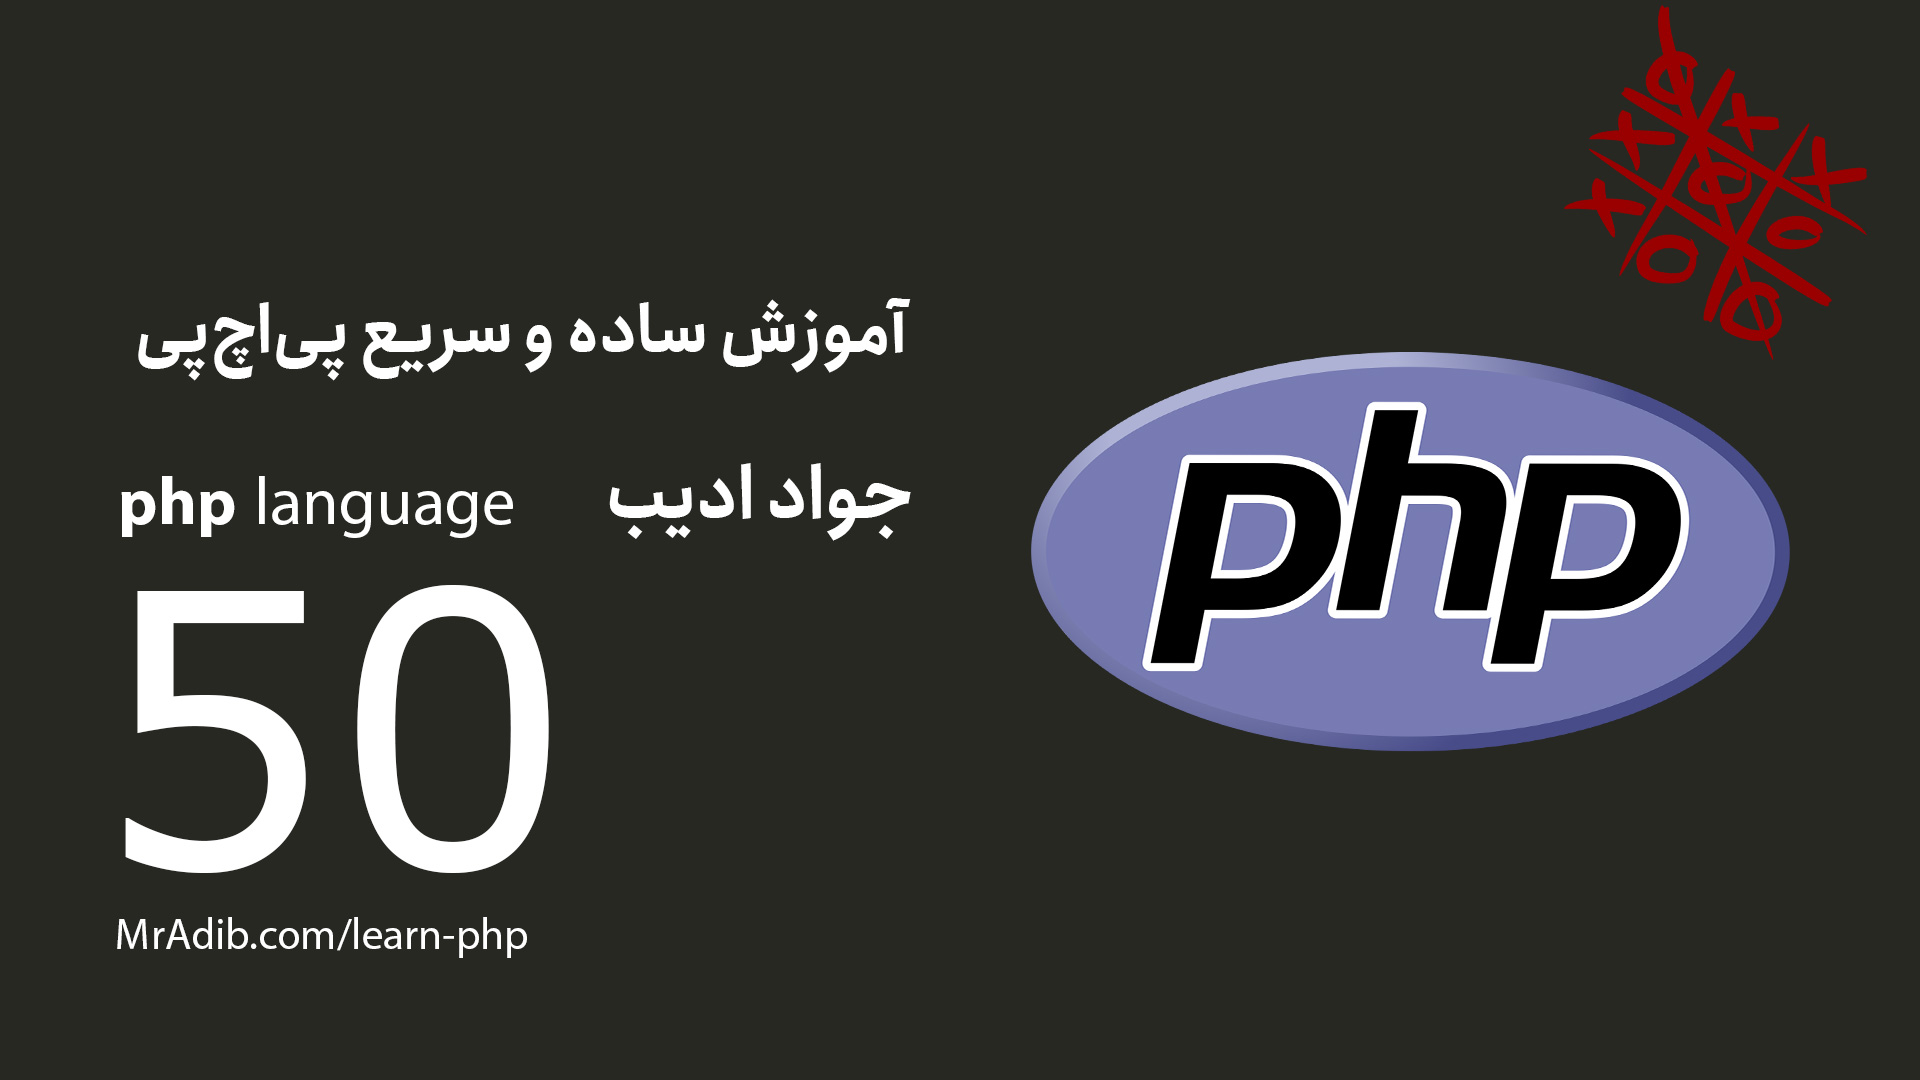 آموزش ساده و سریع پی‌اچ‌پی
جواد ادیب
php language
50
MrAdib.com/learn-php
php